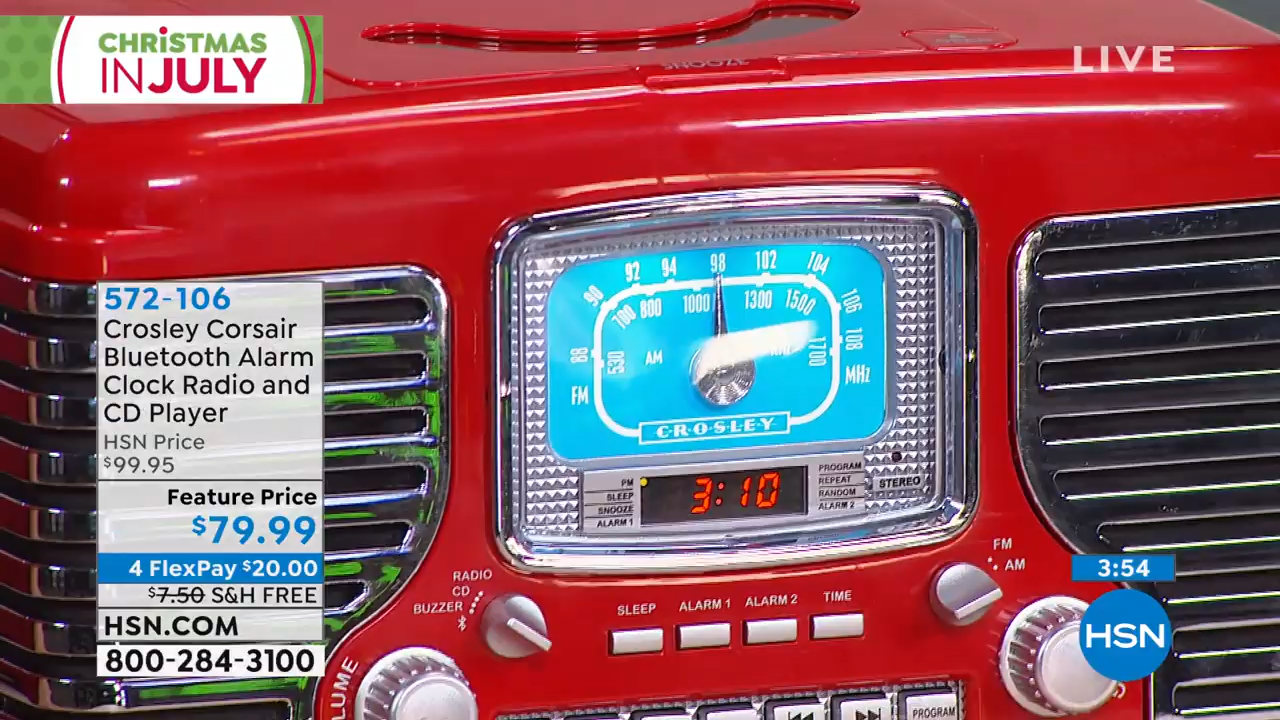 CHRiSTMAS
IN JULY
LIVE
SNOOZE
572-106
Crosley Corsair
Bluetooth Alarm
Clock Radio and
CD Player
HSN Price
$99.95
Feature Price
$79.99
4 FlexPay $20.00
$7.50 S&H FREE
HSN.COM
800-284-3100
88 90 92 94 98 102 104 106 108
530 700 800 1000 1300 1500 1700
AM
FM
MHz
CROSLEY
PM
SLEEP
SNOOZE
ALARM 1
3:10
PROGRAM
REPEAT
RANDOM
ALARM 2
STEREO
RADIO
CD
BUZZER
SLEEP
ALARM 1
ALARM 2
TIME
FM
AM
3:54
HSN
PROGRAM